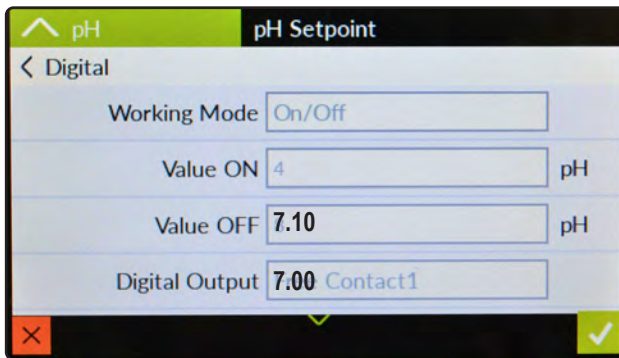 pH pH Setpoint
Digital
Working Mode On/Off
Value ON 4 pH
Value OFF 7.10 pH
Digital Output 7.00 Contact1